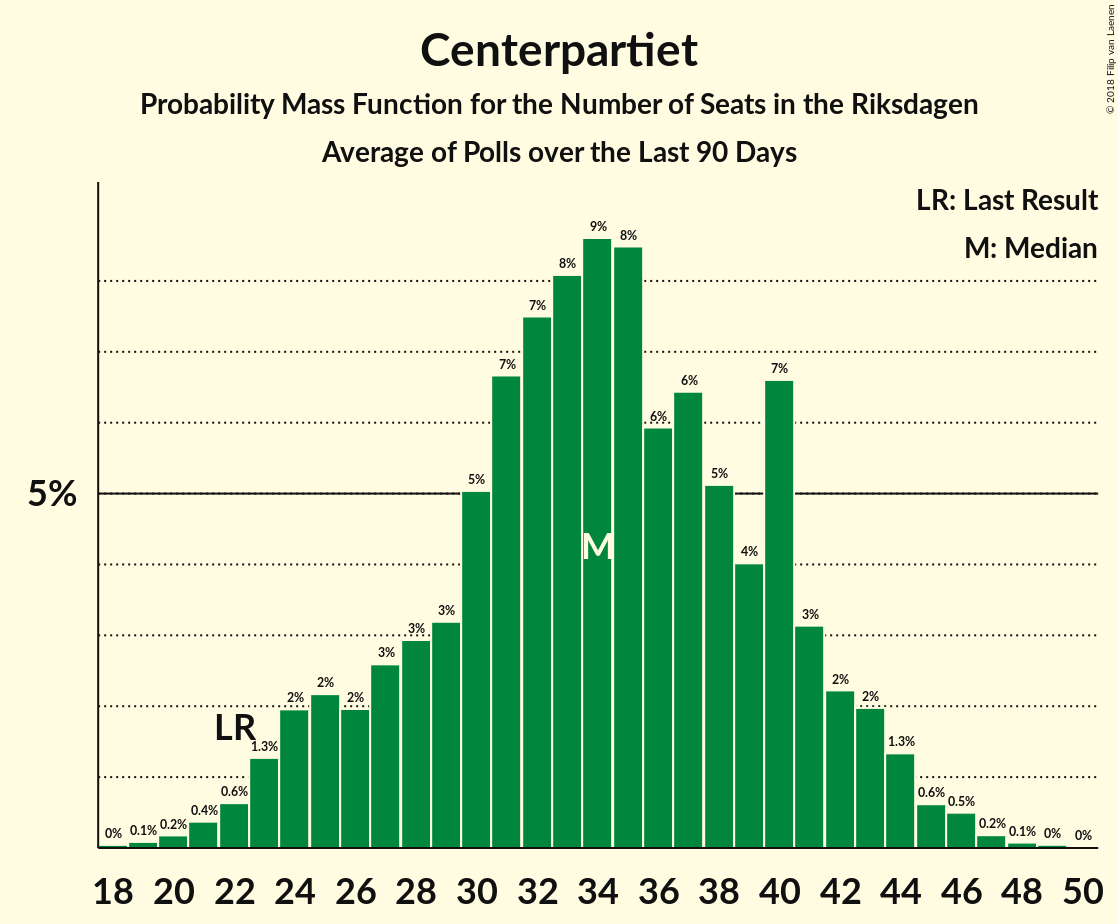 Centerpartiet
Probability Mass Function for the Number of Seats in the Riksdagen
Average of Polls over the Last 90 Days
© 2018 Filip van Laenen
LR: Last Result
M: Median
5%
0% 0.1% 0.2% 0.4% 0.6% 1.3% 2% 2% 2% 3% 3% 3% 5% 7% 7% 8% 9% 8% 6% 6% 5% 4% 7% 3% 2% 2% 1.3% 0.6% 0.5% 0.2% 0.1% 0% 0%
LR
M
18 20 22 24 26 28 30 32 34 36 38 40 42 44 46 48 50